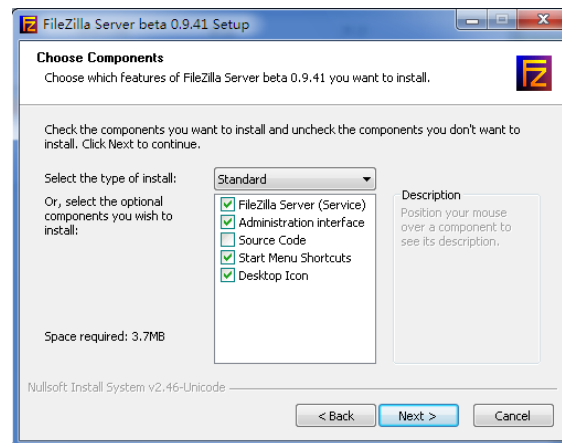 FileZilla Server beta 0.9.41 Setup
Choose Components
Choose which features of FileZilla Server beta 0.9.41 you want to install.
Check the components you want to install and uncheck the components you don't want to
install. Click Next to continue.
Select the type of install:
Standard
Or, select the optional
components you wish to
install:
FileZilla Server (Service)
Administration interface
Source Code
Start Menu Shortcuts
Desktop Icon
Description
Position your mouse
over a component to
see its description.
Space required: 3.7MB
Nullsoft Install System v2.46-Unicode
< Back
Next >
Cancel